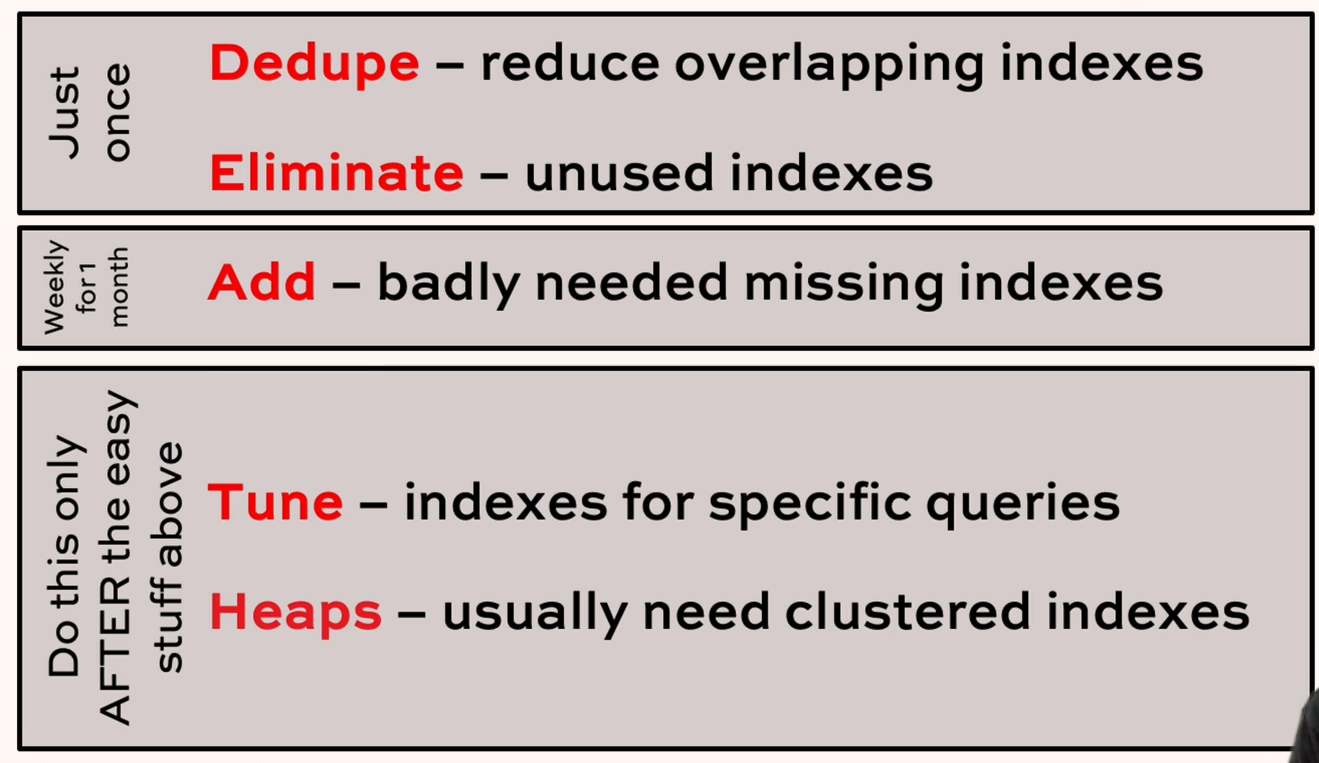 Just
once
Dedupe – reduce overlapping indexes
Eliminate – unused indexes
Weekly
for 1
month
Add – badly needed missing indexes
Do this only
AFTER the easy
stuff above
Tune – indexes for specific queries
Heaps – usually need clustered indexes